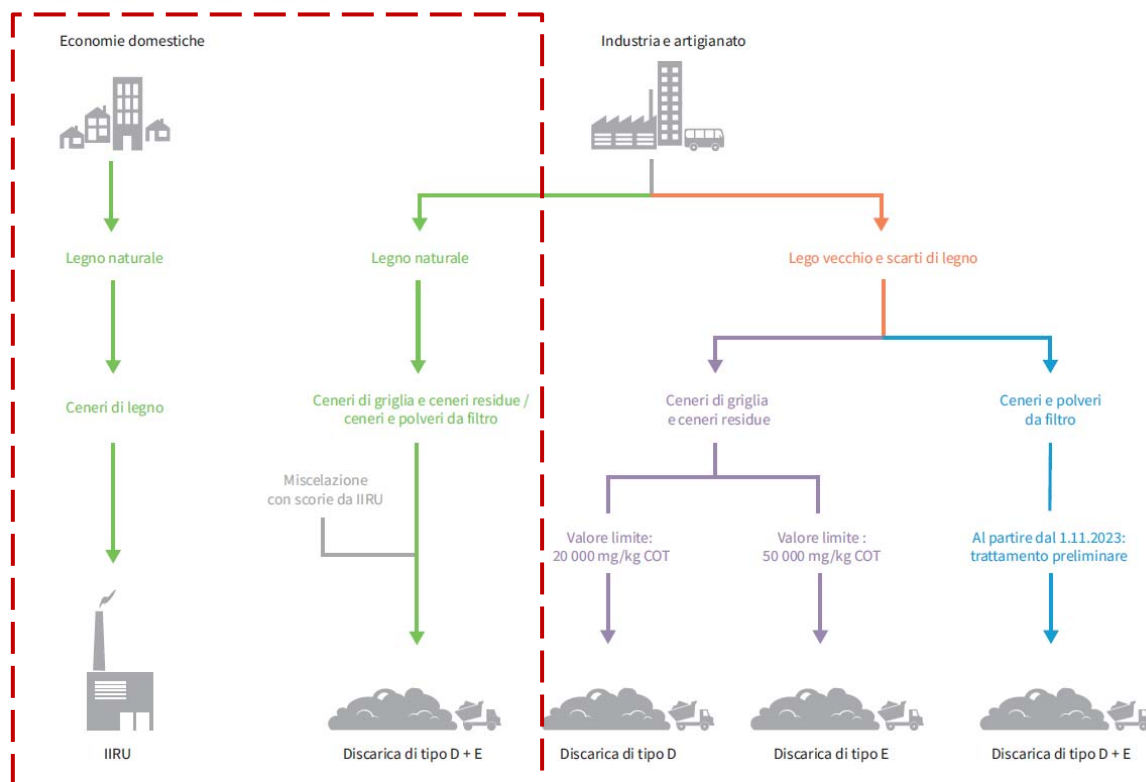 Economie domestiche
Industria e artigianato
Legno naturale
Legno naturale
Lego vecchio e scarti di legno
Ceneri di legno
Ceneri di griglia e ceneri residue /
ceneri e polveri da filtro
Ceneri di griglia
e ceneri residue
Ceneri e polveri
da filtro
Miscelazione
con scorie da IIRU
Valore limite:
20 000 mg/kg COT
Valore limite :
50 000 mg/kg COT
Al partire dal 1.11.2023:
trattamento preliminare
IIRU
Discarica di tipo D + E
Discarica di tipo D
Discarica di tipo E
Discarica di tipo D + E